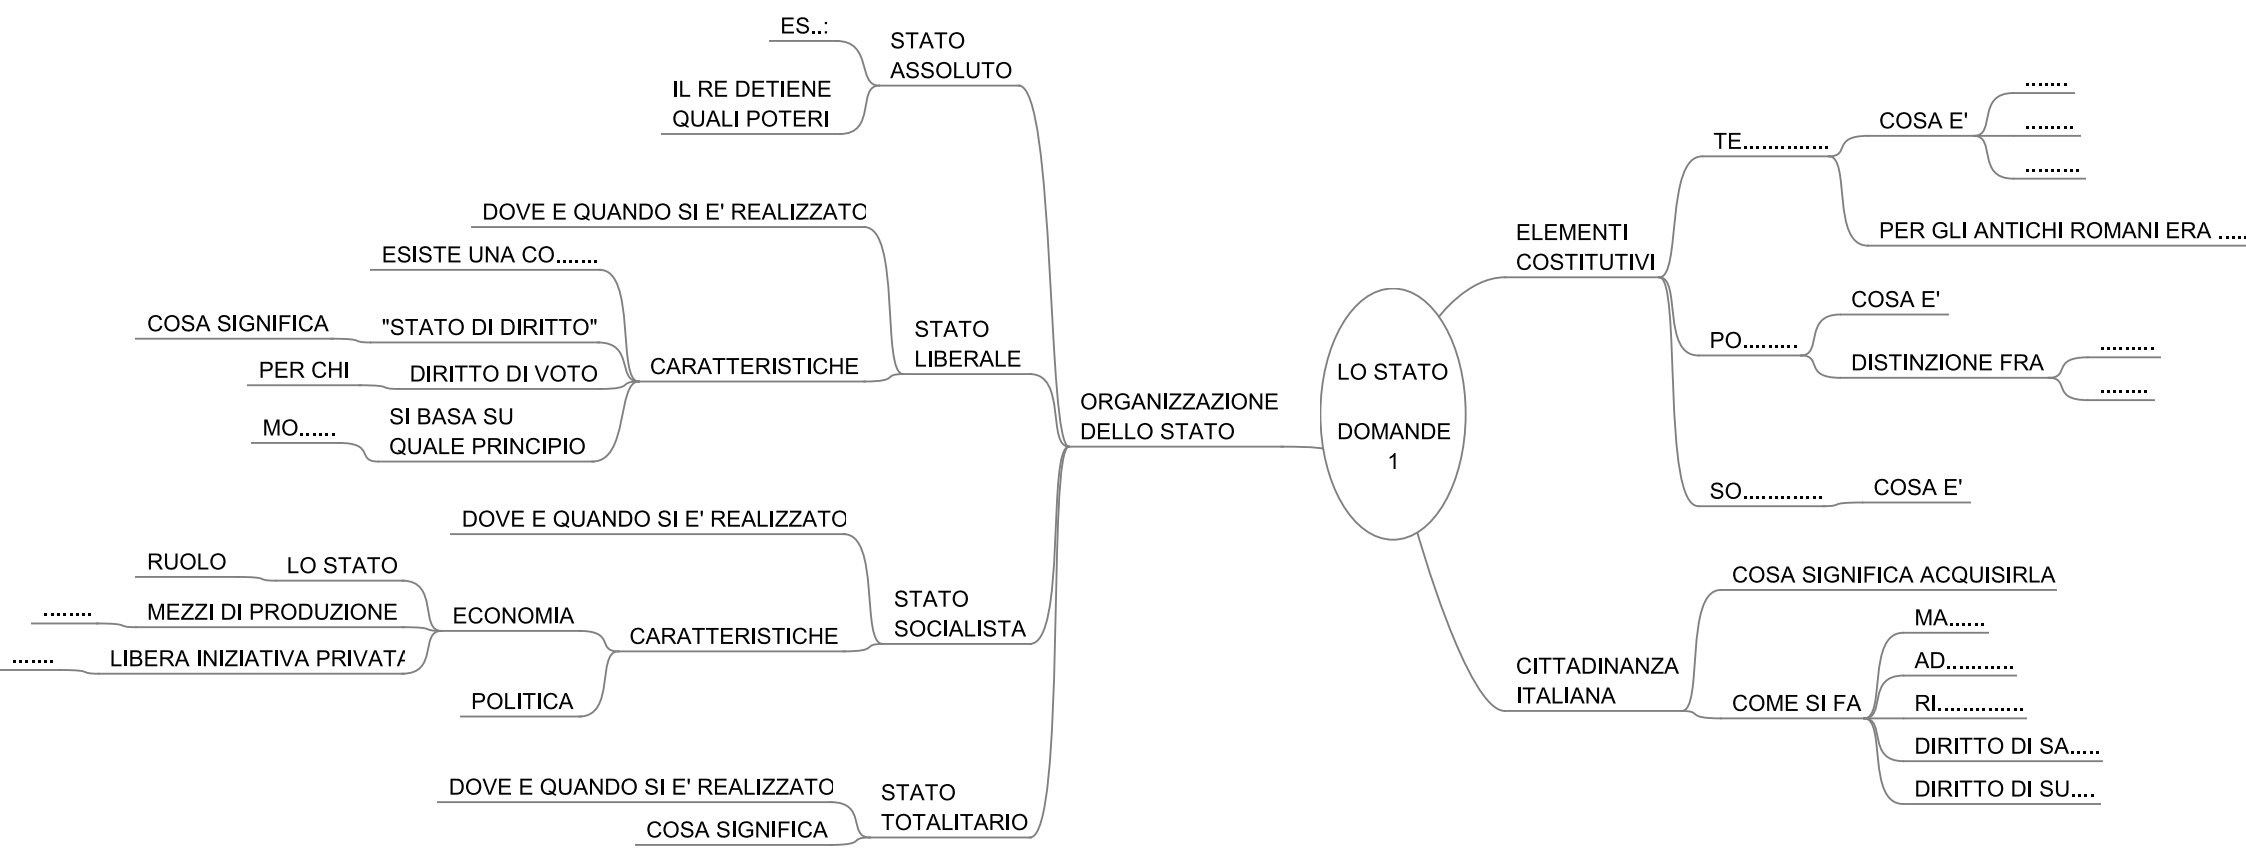 LO STATO
DOMANDE
1
ELEMENTI
COSTITUTIVI
TE..............
COSA E'
.......
........
.........
PER GLI ANTICHI ROMANI ERA .....
PO.........
COSA E'
DISTINZIONE FRA
.........
........
SO.............
COSA E'
CITTADINANZA
ITALIANA
COSA SIGNIFICA ACQUISIRLA
COME SI FA
MA......
AD...........
RI..............
DIRITTO DI SA.....
DIRITTO DI SU....
ORGANIZZAZIONE
DELLO STATO
STATO
ASSOLUTO
ES..:
IL RE DETIENE
QUALI POTERI
STATO
LIBERALE
DOVE E QUANDO SI E' REALIZZATO
CARATTERISTICHE
ESISTE UNA CO.......
"STATO DI DIRITTO"
COSA SIGNIFICA
DIRITTO DI VOTO
PER CHI
SI BASA SU
QUALE PRINCIPIO
MO......
STATO
SOCIALISTA
DOVE E QUANDO SI E' REALIZZATO
CARATTERISTICHE
ECONOMIA
LO STATO
RUOLO
MEZZI DI PRODUZIONE
........
LIBERA INIZIATIVA PRIVATA
.......
POLITICA
STATO
TOTALITARIO
DOVE E QUANDO SI E' REALIZZATO
COSA SIGNIFICA